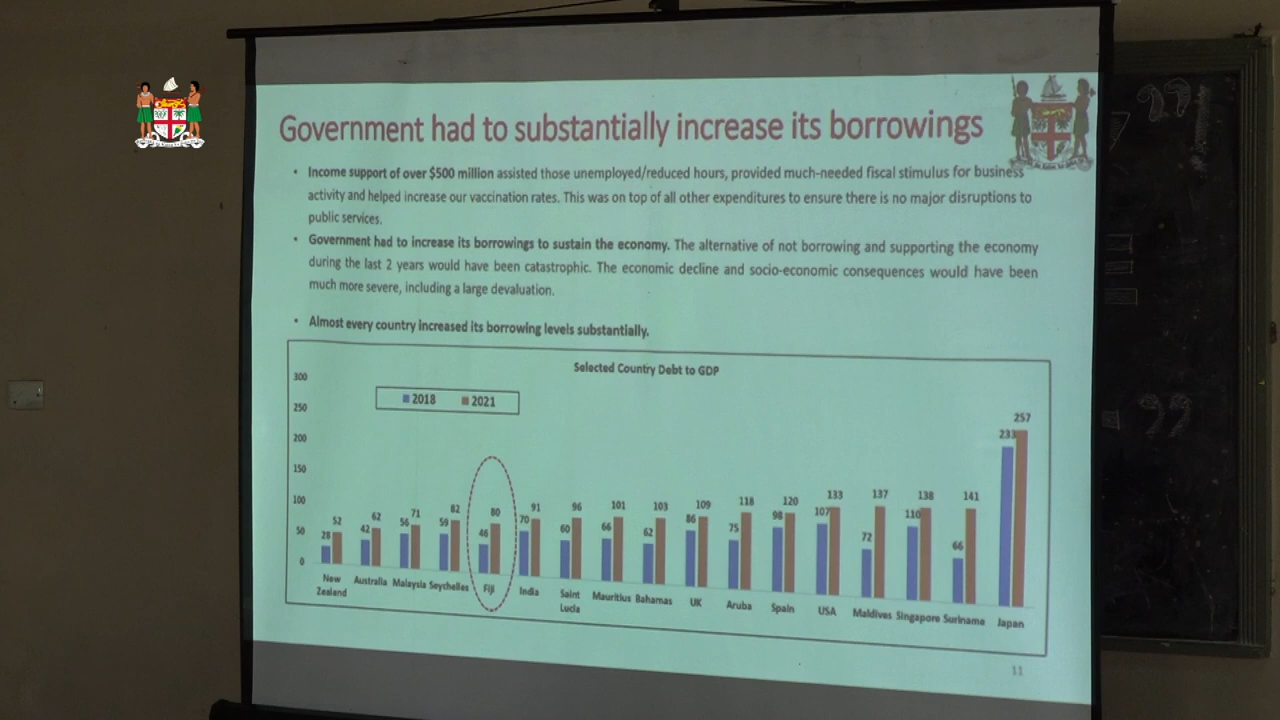 Government had to substantially increase its borrowings
• Income support of over $500 million assisted those unemployed/reduced hours, provided much-needed fiscal stimulus for business
activity and helped increase our vaccination rates. This was on top of all other expenditures to ensure there is no major disruptions to
public services.
• Government had to increase its borrowings to sustain the economy. The alternative of not borrowing and supporting the economy
during the last 2 years would have been catastrophic. The economic decline and socio-economic consequences would have been
much more severe, including a large devaluation.
• Almost every country increased its borrowing levels substantially.
Selected Country Debt to GDP
2018 2021
300
250
200
150
100
50
0
28 52
42 62
56 71
59 82
46 80
70 91
60 96
66 101
62 103
86 109
75 118
98 120
107 133
72 137
110 138
66 141
233 257
New
Zealand
Australia
Malaysia
Seychelles
Fiji
India
Saint
Lucia
Mauritius
Bahamas
UK
Aruba
Spain
USA
Maldives
Singapore
Suriname
Japan
11